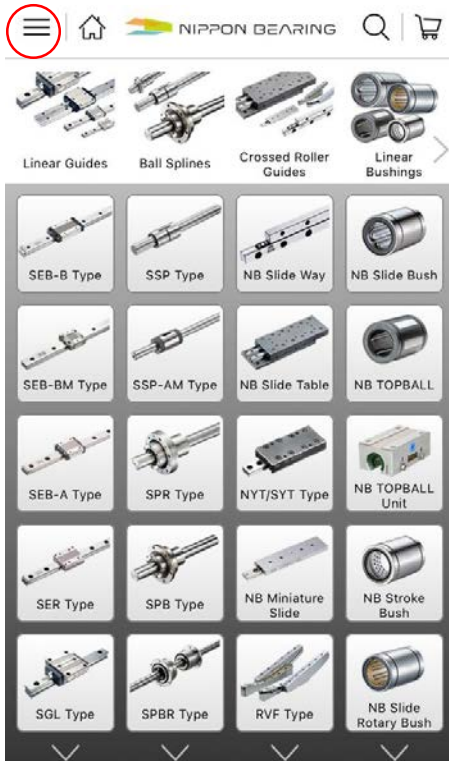 NIPPON BEARING
Linear Guides
Ball Splines
Crossed Roller
Guides
Linear
Bushings
SEB-B Type
SSP Type
NB Slide Way
NB Slide Bush
SEB-BM Type
SSP-AM Type
NB Slide Table
NB TOPBALL
SEB-A Type
SPR Type
NYT/SYT Type
NB TOPBALL
Unit
SER Type
SPB Type
NB Miniature
Slide
NB Stroke
Bush
SGL Type
SPBR Type
RVF Type
NB Slide
Rotary Bush